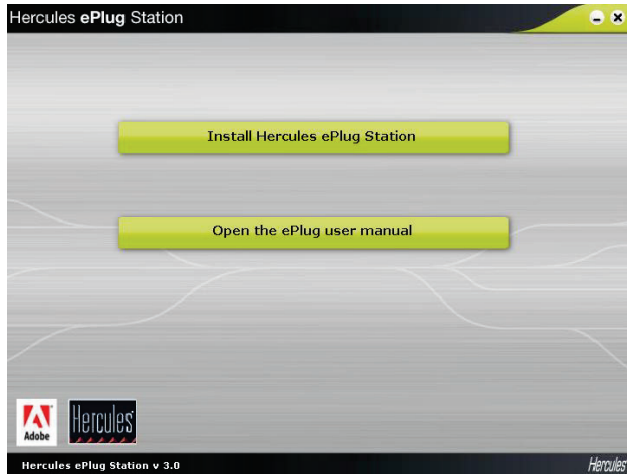 Hercules ePlug Station
Install Hercules ePlug Station
Open the ePlug user manual
Adobe
Hercules
Hercules ePlug Station v 3.0
Hercules